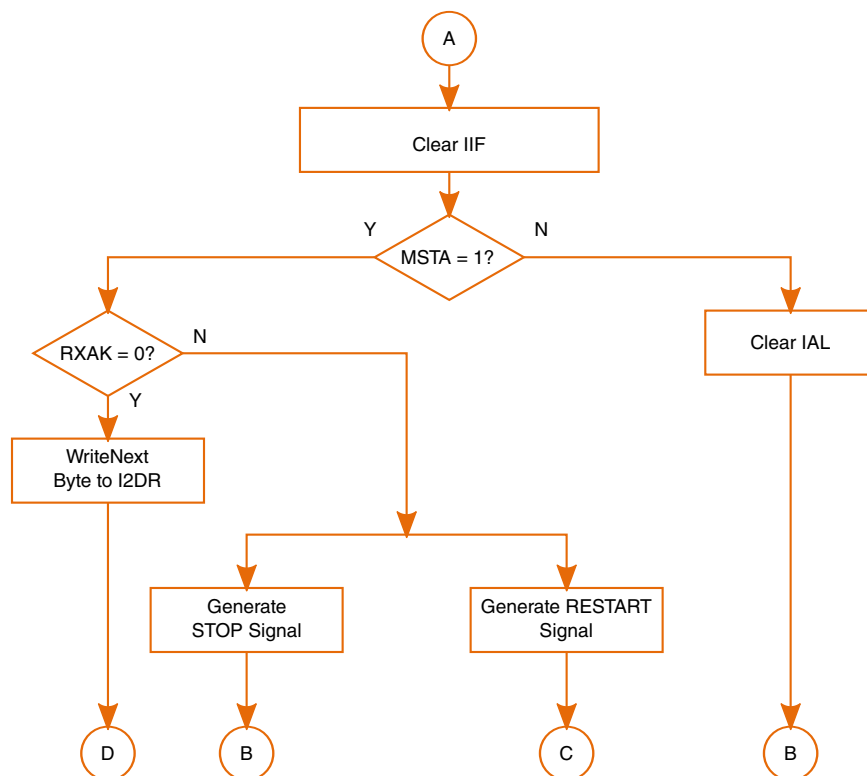 A
Clear IIF
Y
N
MSTA = 1?
Clear IAL
RXAK = 0?
N
Y
WriteNext
Byte to I2DR
Generate
STOP Signal
Generate RESTART
Signal
D
B
C
B